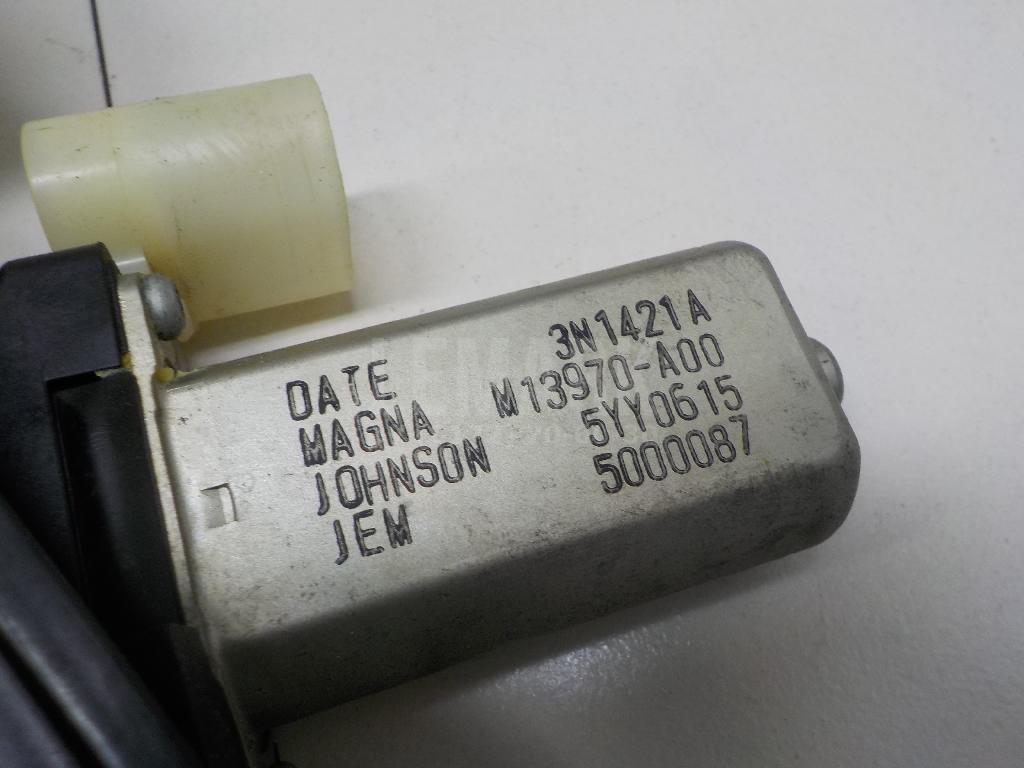 DATE 3N1421A
MAGNA M13970-A00
JOHNSON 5YY0615
JEM 5000087